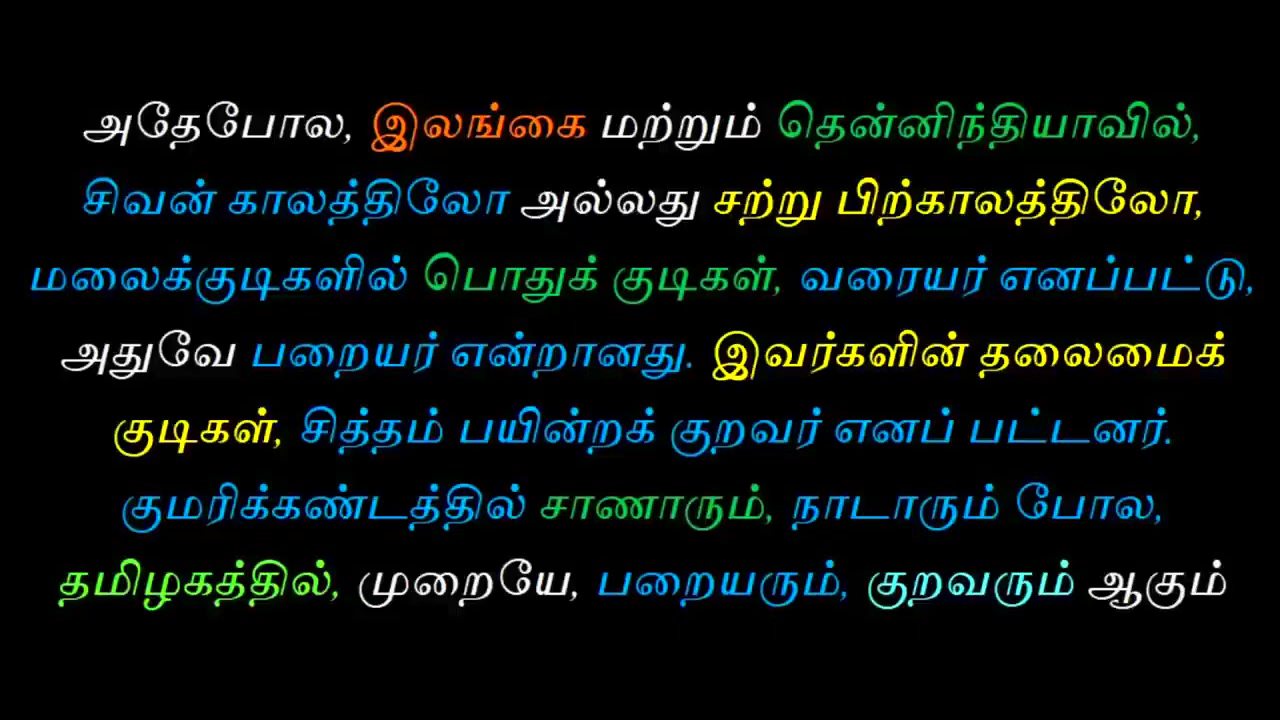 அதேபோல, இலங்கை மற்றும் தென்னிந்தியாவில்,
சிவன் காலத்திலோ அல்லது சற்று பிற்காலத்திலோ,
மலைக்குடிகளில் பொதுக் குடிகள், வரையர் எனப்பட்டு,
அதுவே பறையர் என்றானது. இவர்களின் தலைமைக்
குடிகள், சித்தம் பயின்றக் குறவர் எனப் பட்டனர்.
குமரிக்கண்டத்தில் சாணாரும், நாடாரும் போல,
தமிழகத்தில், முறையே, பறையரும், குறவரும் ஆகும்